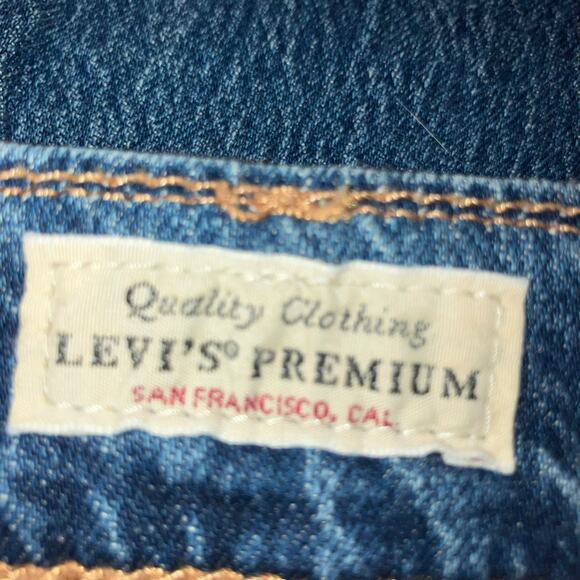 Quality Clothing
LEVI'S® PREMIUM
SAN FRANCISCO, CAL.